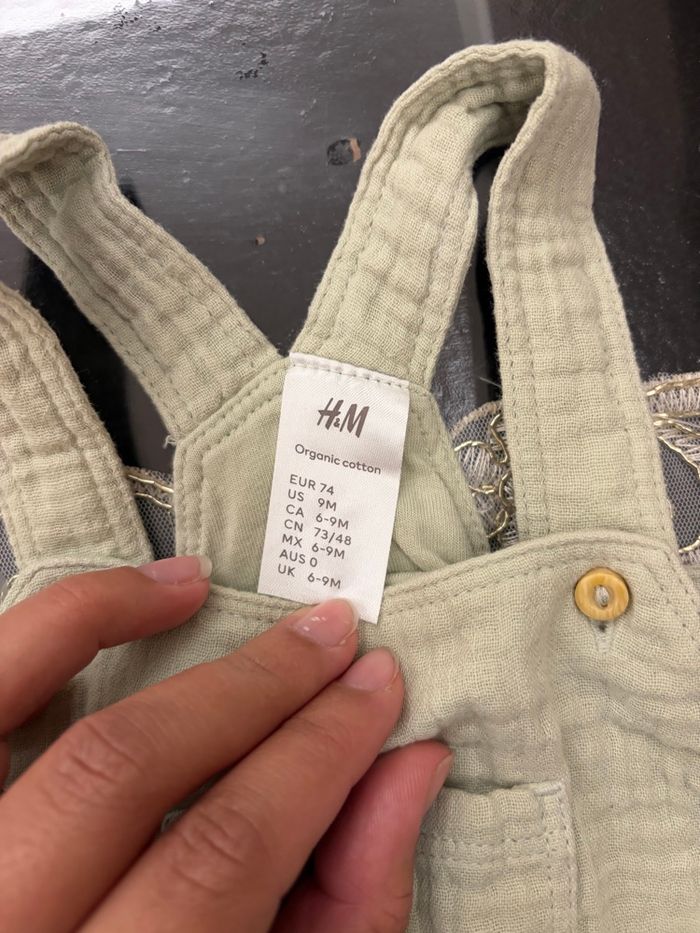 H&M
Organic cotton
EUR 74
US 9M
CA 6-9M
CN 73/48
MX 6-9M
AUS 0
UK 6-9M